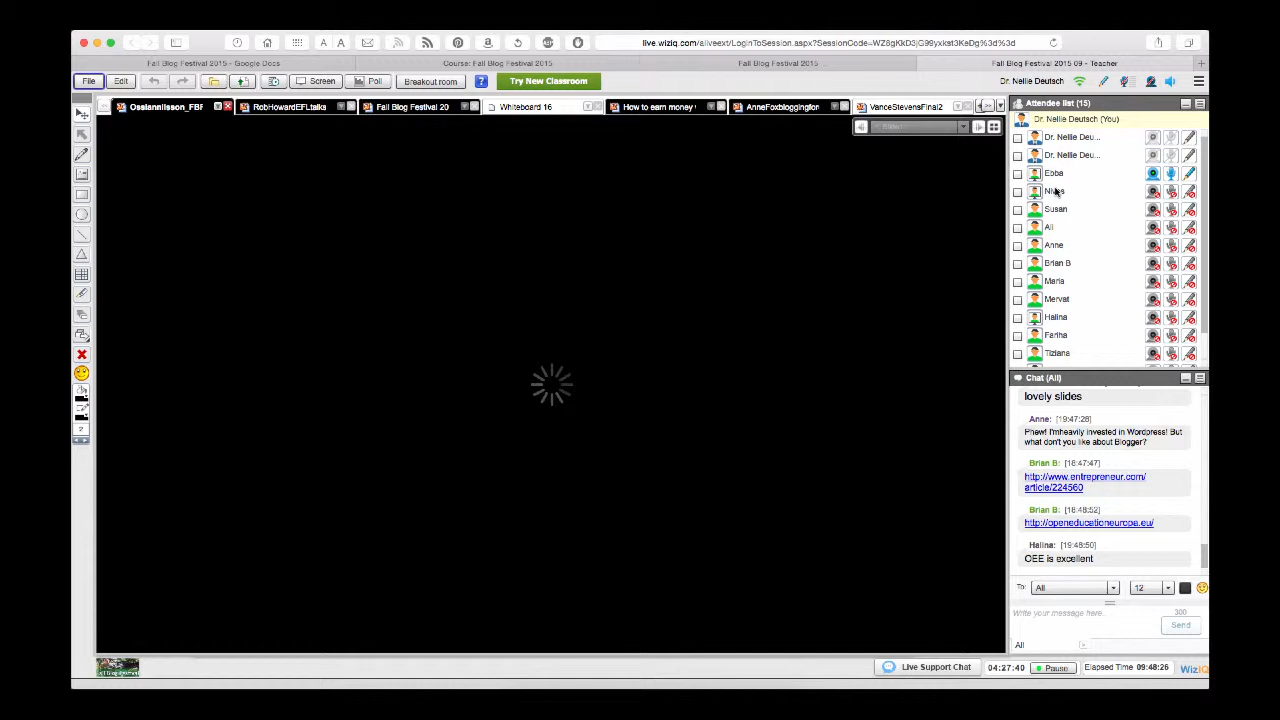 live.wiziq.com/aliveext/LoginToSession.aspx?SessionCode=WZ8gKkD3jG99yxkst3KeDg%3d%3d
Fall Blog Festival 2015 - Google Docs
Course: Fall Blog Festival 2015
Fall Blog Festival 2015 ...
Fall Blog Festival 2015 09 - Teacher
File
Edit
Screen
Poll
Breakout room
?
Try New Classroom
Dr. Nellie Deutsch
Ossiannilsson_FBF
RobHowardEFLtalks
Fall Blog Festival 20
Whiteboard 16
How to earn money
AnneFoxbloggingfor
VanceStevensFinal2
Attendee list (15)
Dr. Nellie Deutsch (You)
Dr. Nellie Deu...
Dr. Nellie Deu...
Ebba
Susan
Ali
Anne
Brian B
Maria
Mervat
Halina
Fariha
Tiziana
Chat (All)
lovely slides
Anne: [19:47:28]
Phew! I'mheavily invested in Wordpress! But
what don't you like about Blogger?
Brian B: [18:47:47]
http://www.entrepreneur.com/
article/224560
Brian B: [18:48:52]
http://openeducationeuropa.eu/
Halina: [19:48:50]
OEE is excellent
To: All
12
Write your message here.
300
Send
All
Live Support Chat
04:27:40
Pause
Elapsed Time 09:48:26
WiziQ